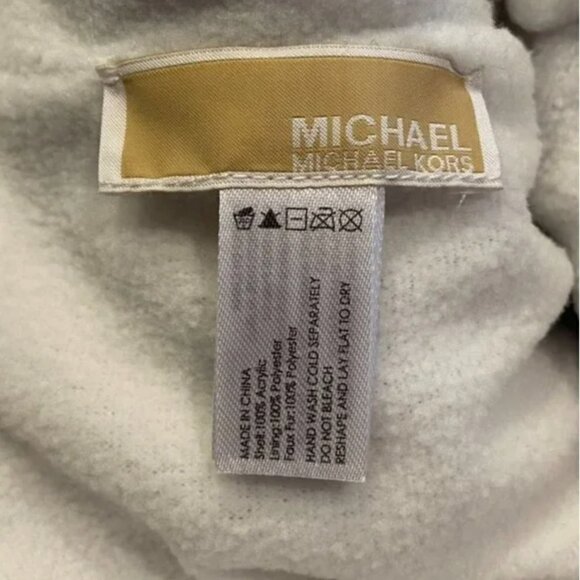 MICHAEL
MICHAEL KORS
MADE IN CHINA
Shell:100% Acrylic
Lining:100% Polyester
Faux Fur:100% Polyester
HAND WASH COLD SEPARATELY
DO NOT BLEACH
RESHAPE AND LAY FLAT TO DRY